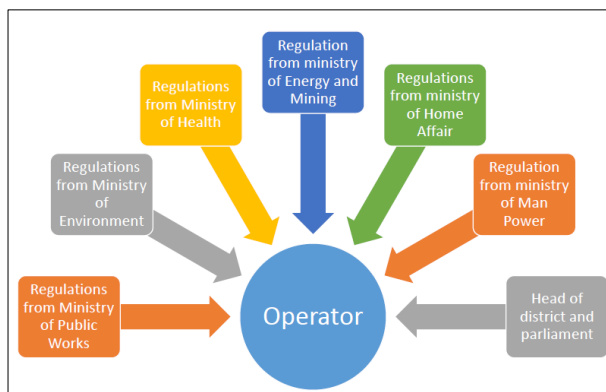 Regulations
from Ministry
of Public
Works
Regulations
from Ministry
of
Environment
Regulations
from Ministry
of Health
Regulation
from ministry
of Energy and
Mining
Regulations
from ministry
of Home
Affair
Regulation
from ministry
of Man
Power
Head of
district and
parliament
Operator